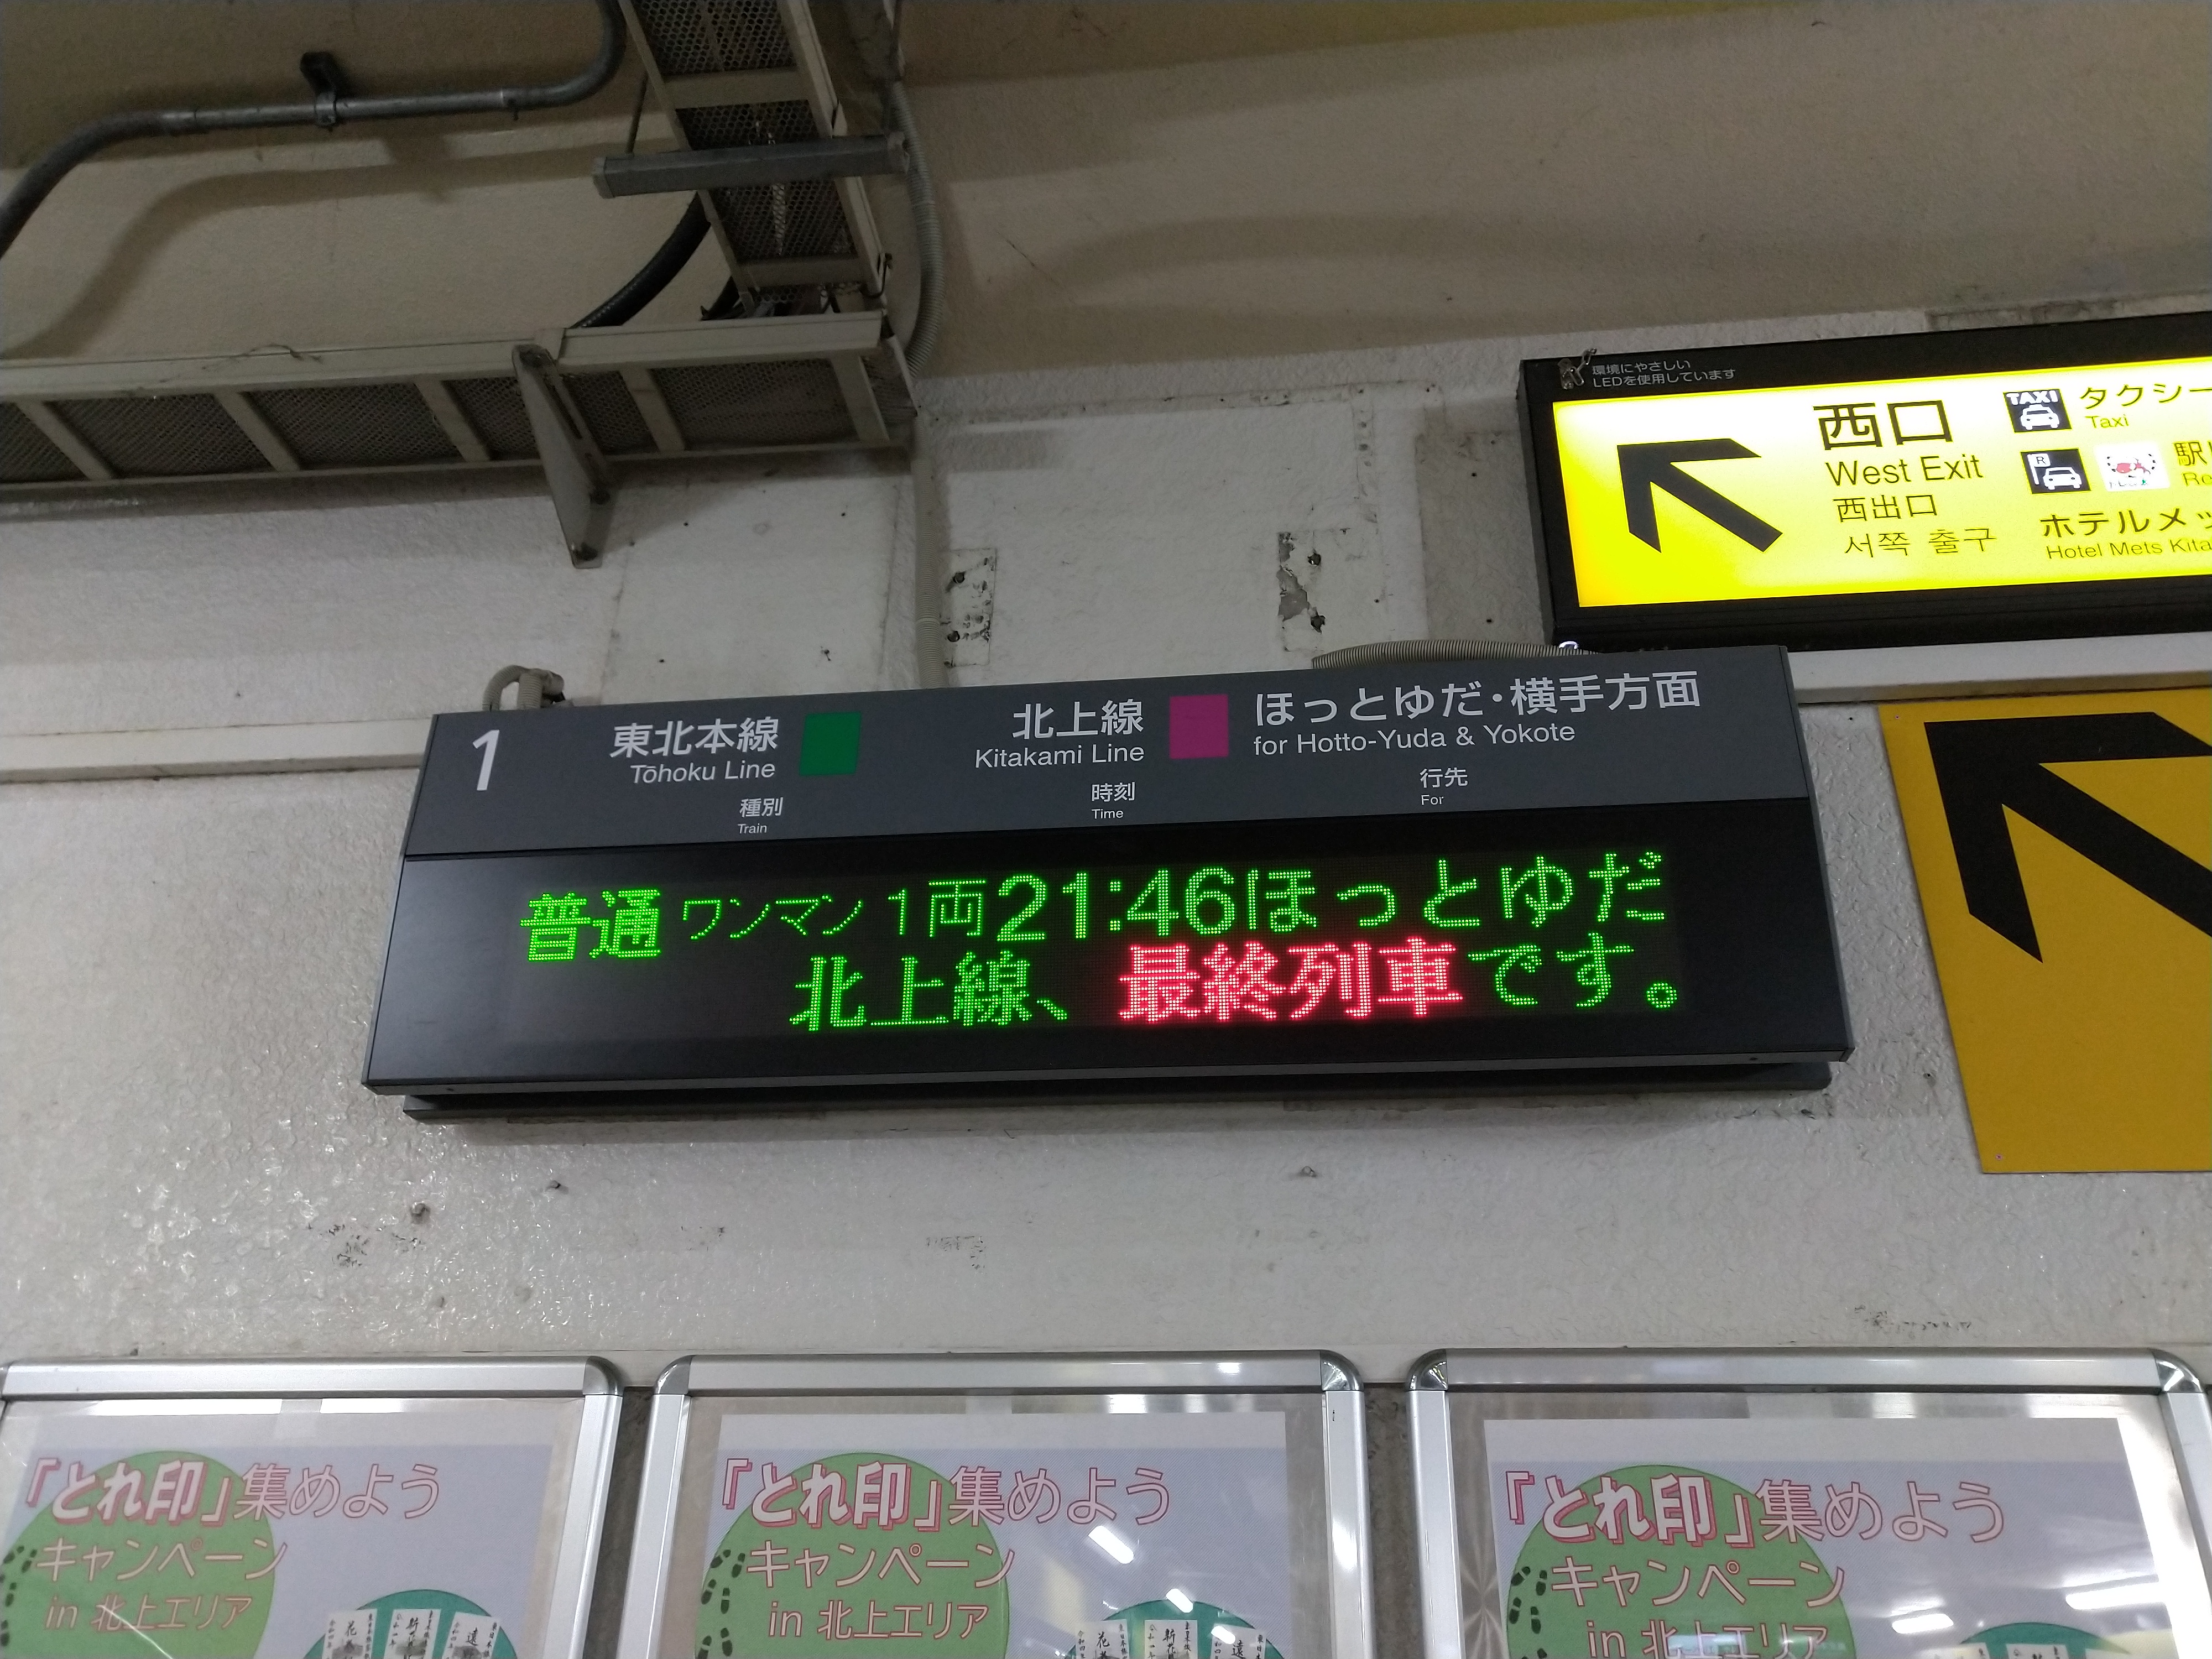 環境にやさしい
LEDを使用しています
西口
West Exit
西出口
서쪽 출구
TAXI
タクシー
Taxi
R
ホテルメッ
Hotel Mets Kita
1
東北本線
Tōhoku Line
北上線
Kitakami Line
ほっとゆだ・横手方面
for Hotto-Yuda & Yokote
種別
Train
時刻
Time
行先
For
普通 ワンマン 1両 21:46 ほっとゆだ
北上線、最終列車です。
「とれ印」集めよう
キャンペーン
in 北上エリア
「とれ印」集めよう
キャンペーン
in 北上エリア
「とれ印」集めよう
キャンペーン
in 北上エリア